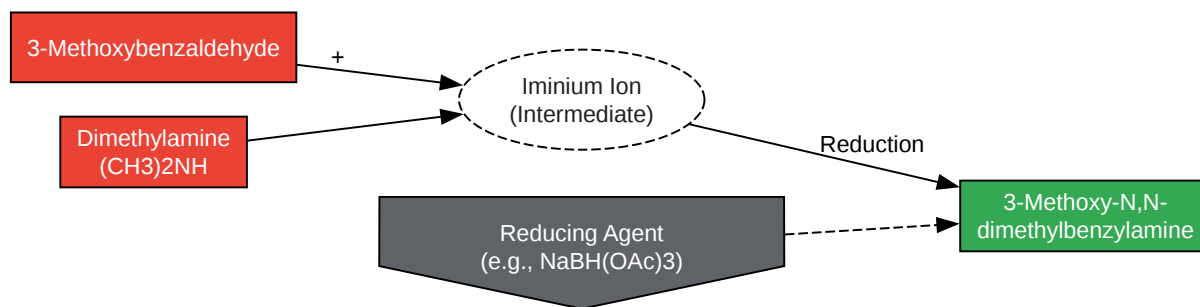 3-Methoxybenzaldehyde
+
Dimethylamine
(CH3)2NH
Iminium Ion
(Intermediate)
Reduction
Reducing Agent
(e.g., NaBH(OAc)3)
3-Methoxy-N,N-
dimethylbenzylamine